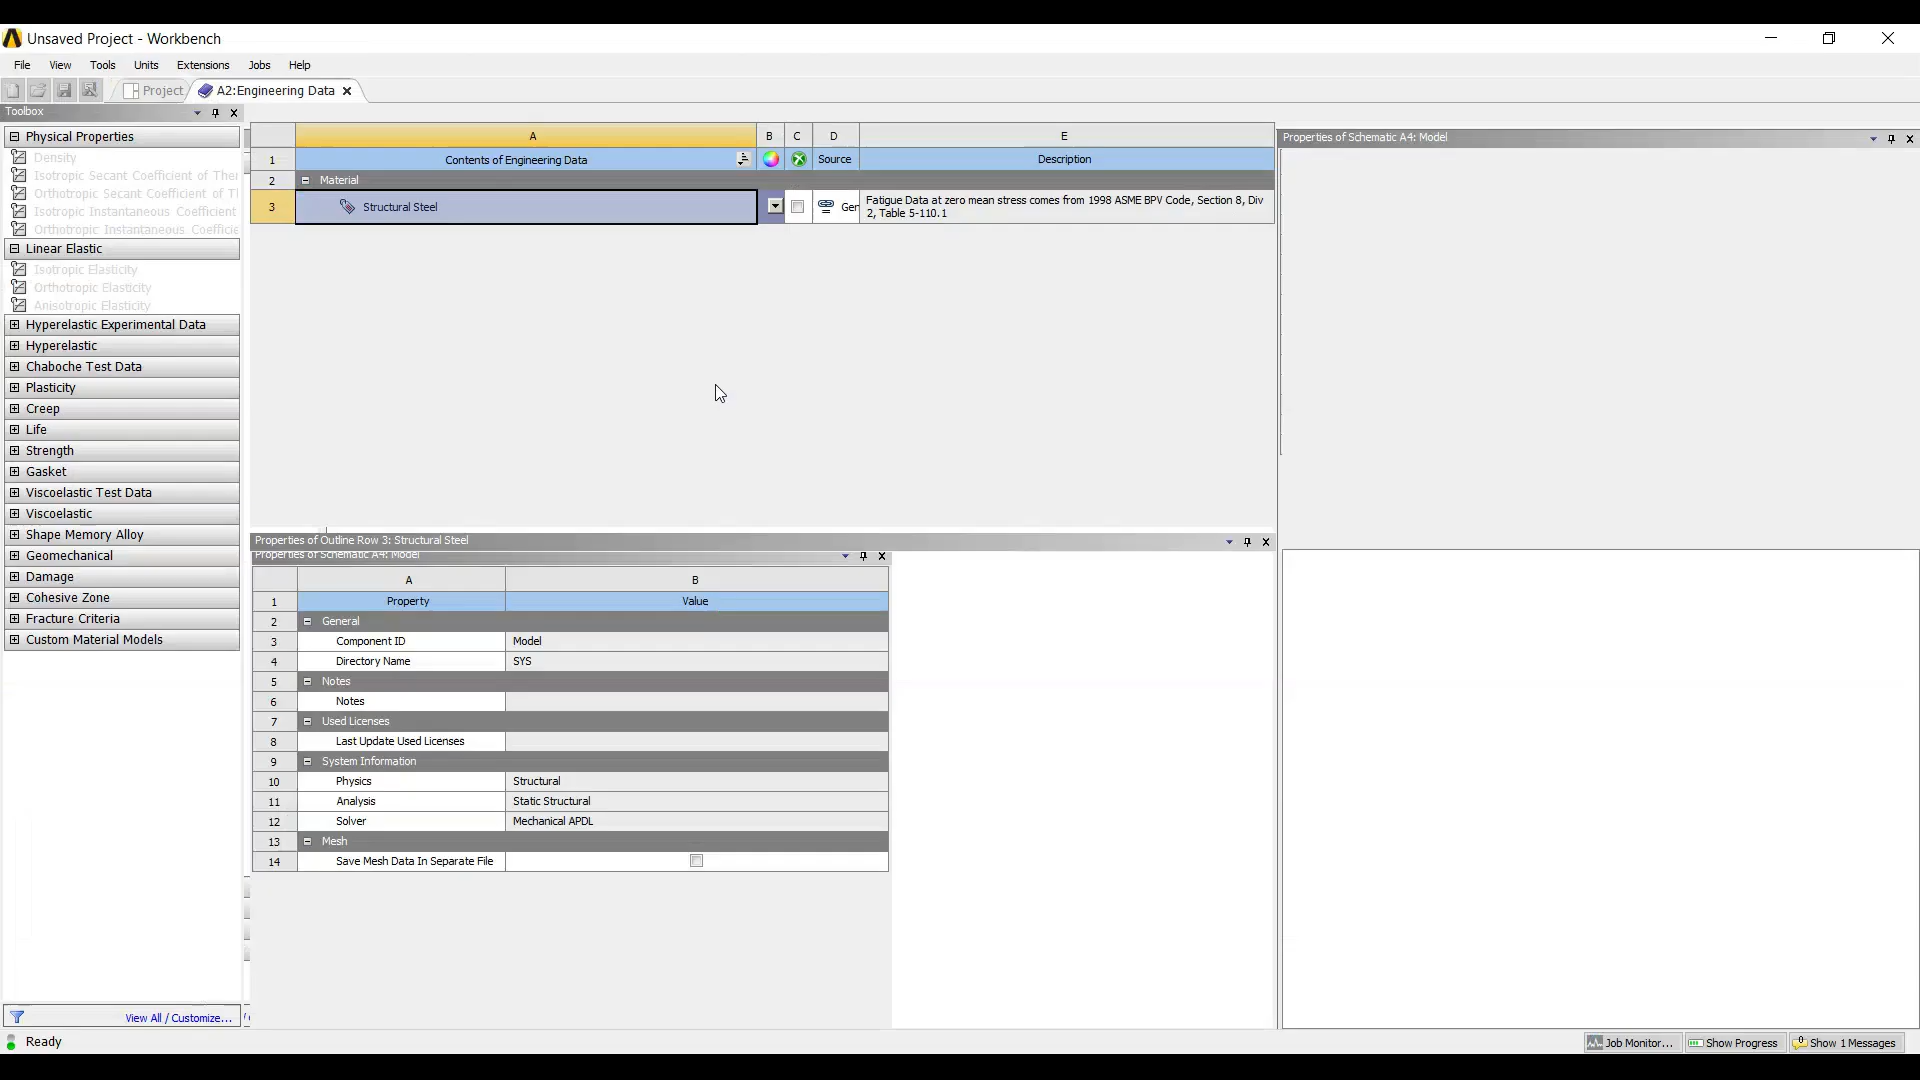 Unsaved Project - Workbench
File View Tools Units Extensions Jobs Help
Project A2:Engineering Data
Toolbox
Physical Properties
Density
Isotropic Secant Coefficient of Ther
Orthotropic Secant Coefficient of T
Isotropic Instantaneous Coefficient
Orthotropic Instantaneous Coefficie
Linear Elastic
Isotropic Elasticity
Orthotropic Elasticity
Anisotropic Elasticity
Hyperelastic Experimental Data
Hyperelastic
Chaboche Test Data
Plasticity
Creep
Life
Strength
Gasket
Viscoelastic Test Data
Viscoelastic
Shape Memory Alloy
Geomechanical
Damage
Cohesive Zone
Fracture Criteria
Custom Material Models
View All / Customize...
A B C D E
1 Contents of Engineering Data Source Description
2 Material
3 Structural Steel Ger Fatigue Data at zero mean stress comes from 1998 ASME BPV Code, Section 8, Div
2, Table 5-110.1
Properties of Outline Row 3: Structural Steel
Properties of Schematic A4: Model
A B
1 Property Value
2 General
3 Component ID Model
4 Directory Name SYS
5 Notes
6 Notes
7 Used Licenses
8 Last Update Used Licenses
9 System Information
10 Physics Structural
11 Analysis Static Structural
12 Solver Mechanical APDL
13 Mesh
14 Save Mesh Data In Separate File
Properties of Schematic A4: Model
Ready
Job Monitor... Show Progress Show 1 Messages